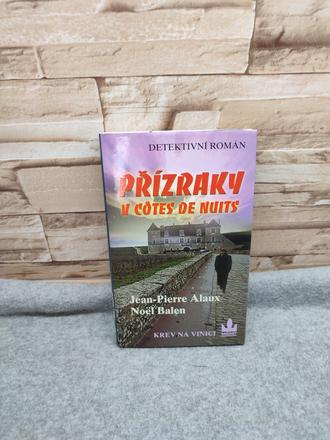 DETEKTIVNÍ ROMÁN
PŘÍZRAKY
V CÔTES DE NUITS
Jean-Pierre Alaux
Noël Balen
KREV NA VINICI